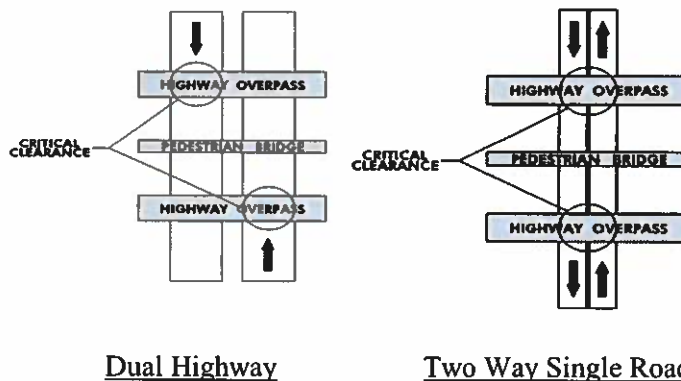 HIGHWAY OVERPASS
CRITICAL
CLEARANCE
PEDESTRIAN BRIDGE
HIGHWAY OVERPASS
Dual Highway
HIGHWAY OVERPASS
CRITICAL
CLEARANCE
PEDESTRIAN BRIDGE
HIGHWAY OVERPASS
Two Way Single Road